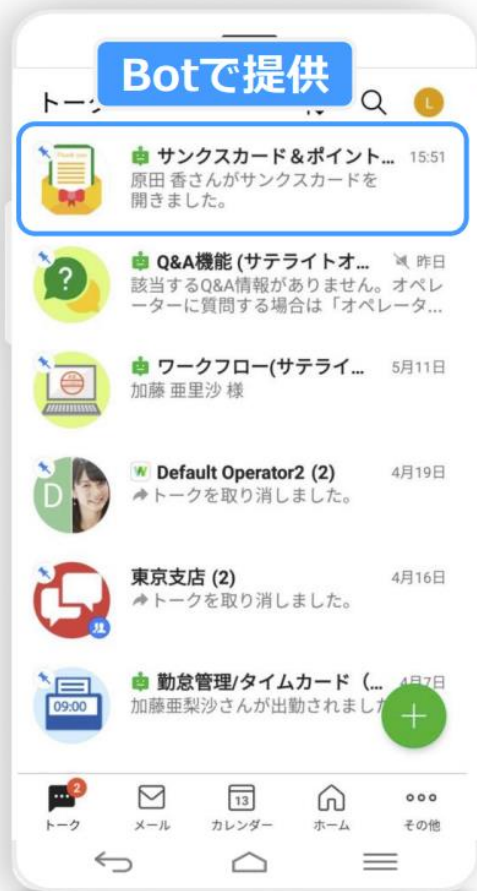 Botで提供
トーク
L
サンクスカード＆ポイント... 15:51
原田 香さんがサンクスカードを
開きました。
Q&A機能 (サテライトオ... 昨日
該当するQ&A情報がありません。オペレ
ーターに質問する場合は「オペレータ...
ワークフロー(サテライ... 5月11日
加藤 亜里沙 様
D
W Default Operator2 (2) 4月19日
トークを取り消しました。
東京支店 (2) 4月16日
トークを取り消しました。
09:00
勤怠管理/タイムカード（... 4月7日
加藤亜梨沙さんが出勤されました
2
13
トーク メール カレンダー ホーム その他